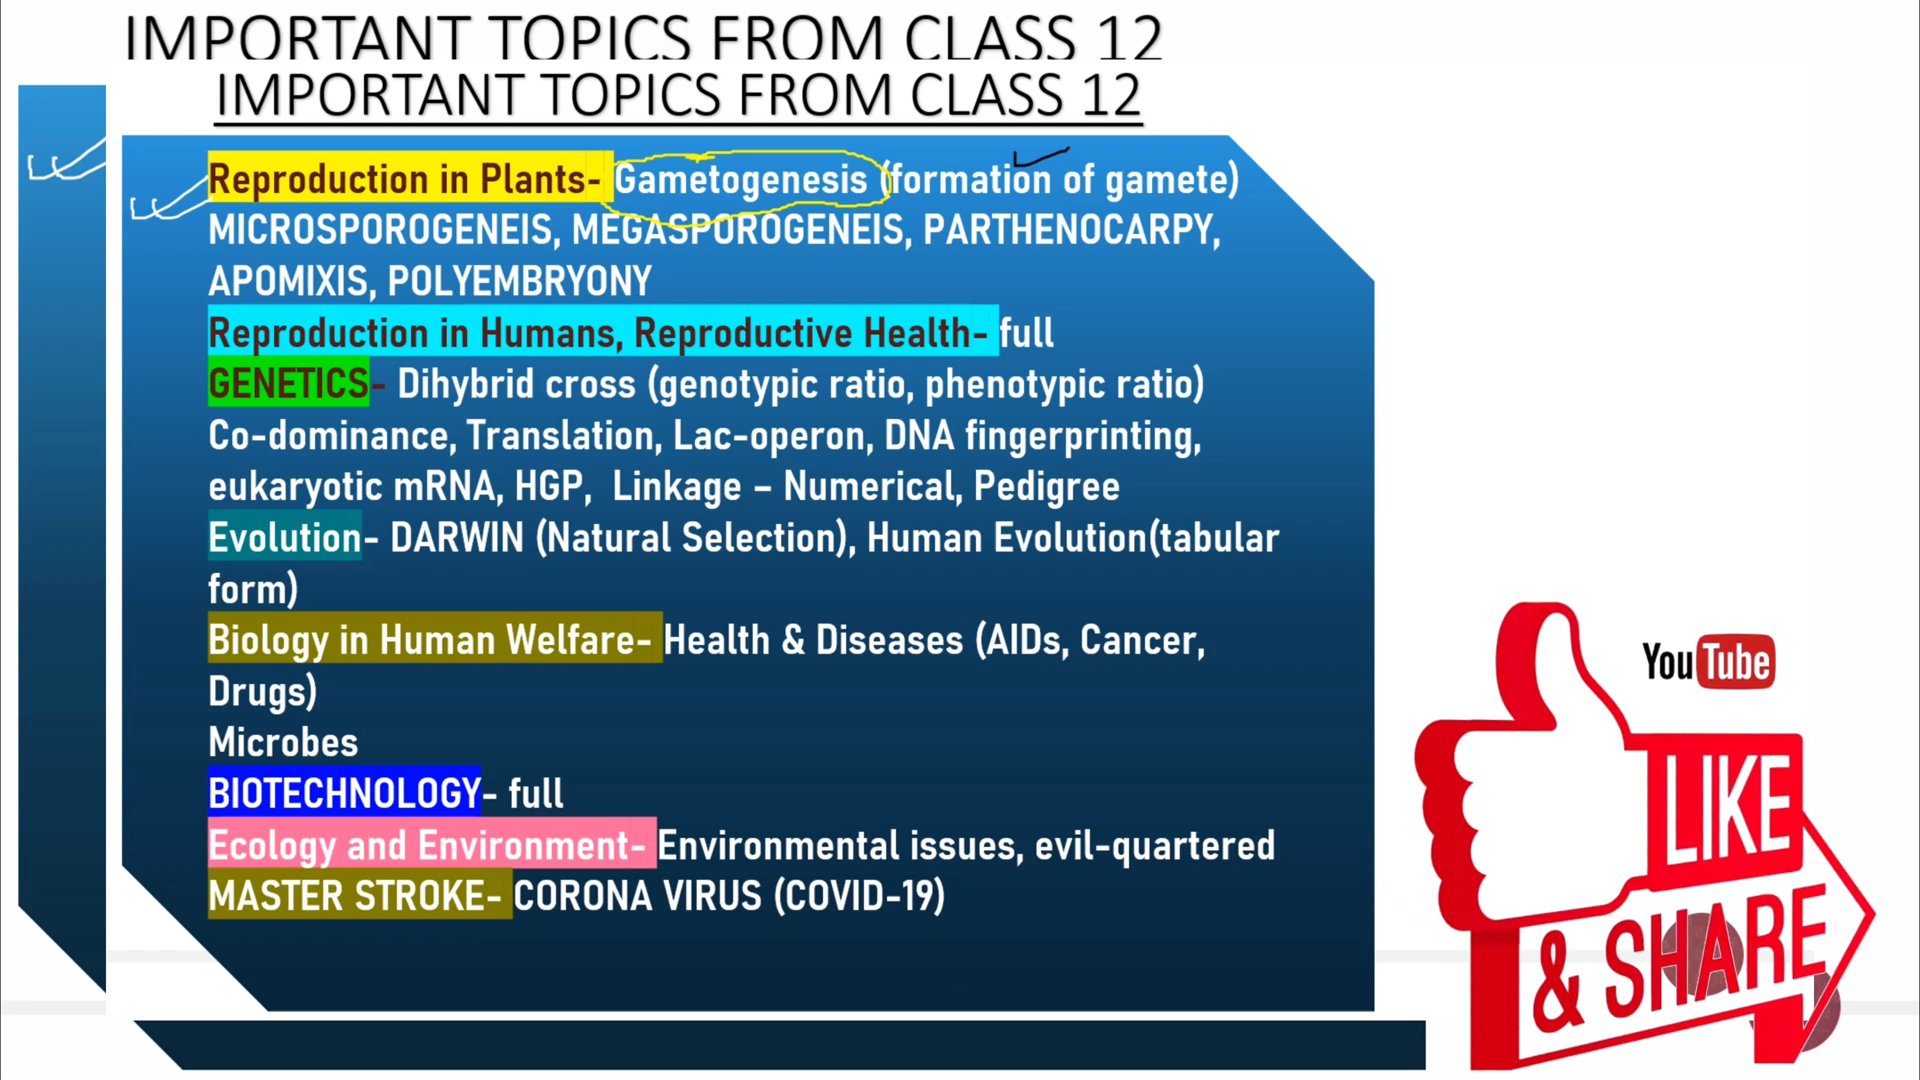 IMPORTANT TOPICS FROM CLASS 12
IMPORTANT TOPICS FROM CLASS 12
Reproduction in Plants- Gametogenesis (formation of gamete)
MICROSPOROGENEIS, MEGASPOROGENEIS, PARTHENOCARPY,
APOMIXIS, POLYEMBRYONY
Reproduction in Humans, Reproductive Health- full
GENETICS- Dihybrid cross (genotypic ratio, phenotypic ratio)
Co-dominance, Translation, Lac-operon, DNA fingerprinting,
eukaryotic mRNA, HGP, Linkage – Numerical, Pedigree
Evolution- DARWIN (Natural Selection), Human Evolution(tabular
form)
Biology in Human Welfare- Health & Diseases (AIDs, Cancer,
Drugs)
Microbes
BIOTECHNOLOGY- full
Ecology and Environment- Environmental issues, evil-quartered
MASTER STROKE- CORONA VIRUS (COVID-19)
YouTube
LIKE
& SHARE